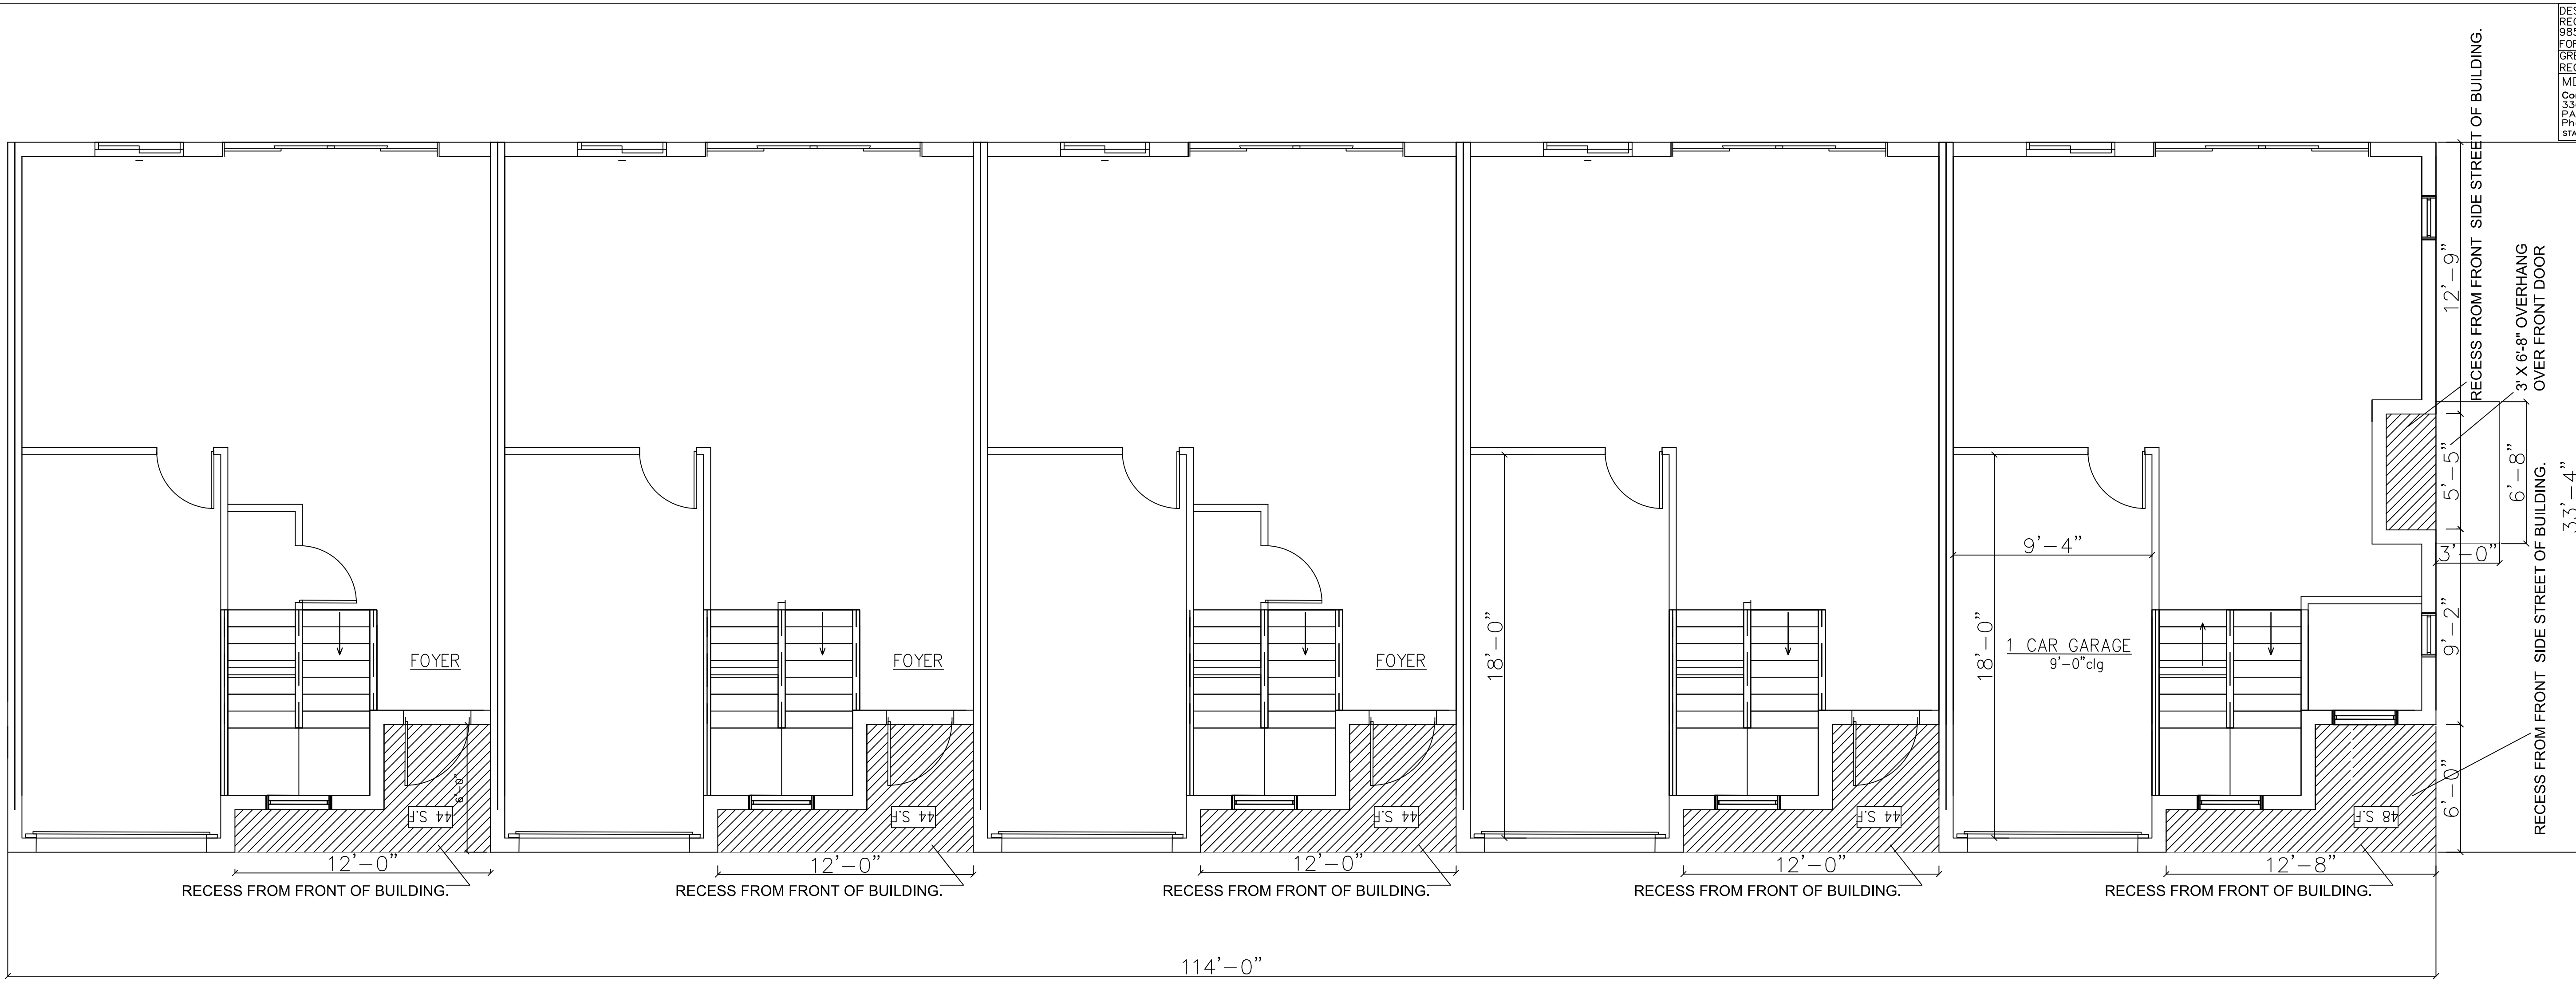 RECESS FROM FRONT SIDE STREET OF BUILDING.
3' X 6'-8" OVERHANG
OVER FRONT DOOR
12'-9"
5'-5"
6'-8"
33'-4"
3'-0"
9'-2"
6'-0"
RECESS FROM FRONT SIDE STREET OF BUILDING.
FOYER
FOYER
FOYER
18'-0"
18'-0"
9'-4"
1 CAR GARAGE
9'-0"clg
6'-0"
44 S.F
44 S.F
44 S.F
44 S.F
48 S.F
12'-0"
12'-0"
12'-0"
12'-0"
12'-8"
RECESS FROM FRONT OF BUILDING.
RECESS FROM FRONT OF BUILDING.
RECESS FROM FRONT OF BUILDING.
RECESS FROM FRONT OF BUILDING.
RECESS FROM FRONT OF BUILDING.
114'-0"